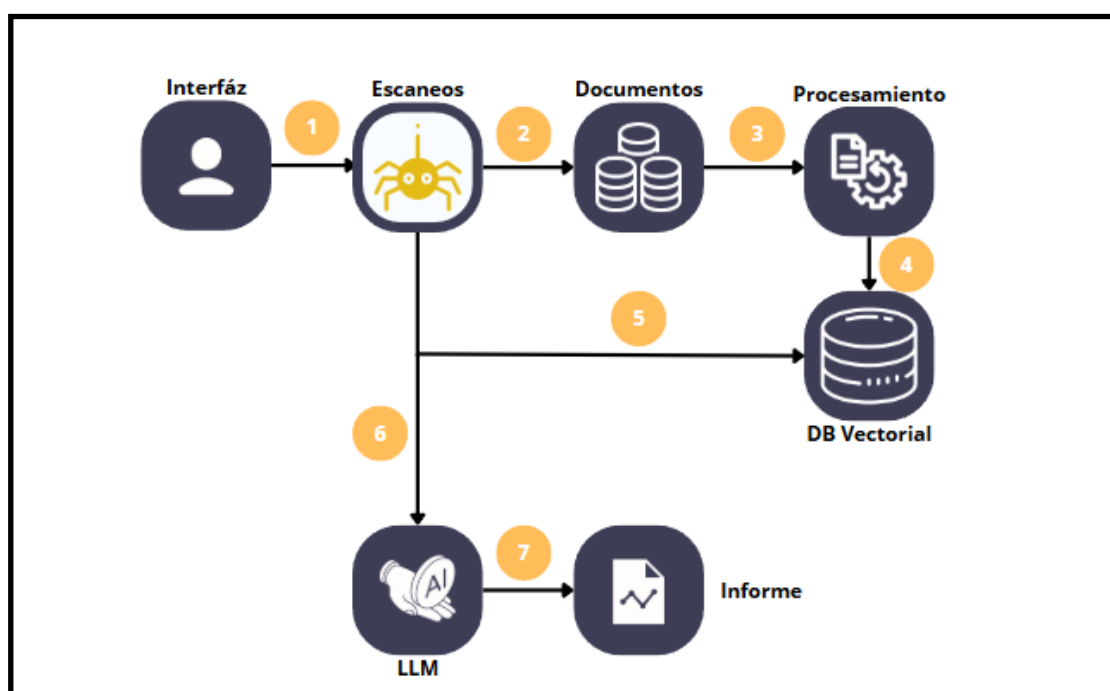 Interfáz
Escaneos
Documentos
Procesamiento
1
2
3
4
5
DB Vectorial
6
AI
7
Informe
LLM